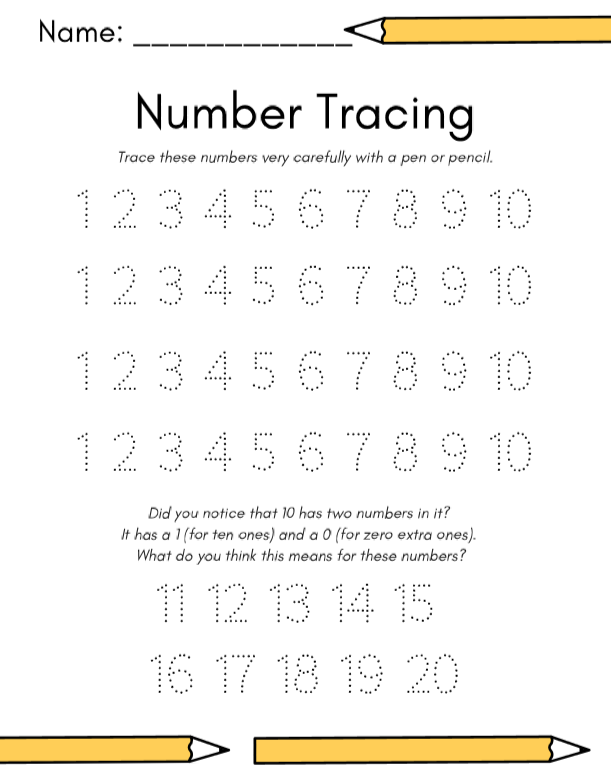 Name: ____________
Number Tracing
Trace these numbers very carefully with a pen or pencil.
1 2 3 4 5 6 7 8 9 10
1 2 3 4 5 6 7 8 9 10
1 2 3 4 5 6 7 8 9 10
1 2 3 4 5 6 7 8 9 10
Did you notice that 10 has two numbers in it?
It has a 1 (for ten ones) and a 0 (for zero extra ones).
What do you think this means for these numbers?
11 12 13 14 15
16 17 18 19 20